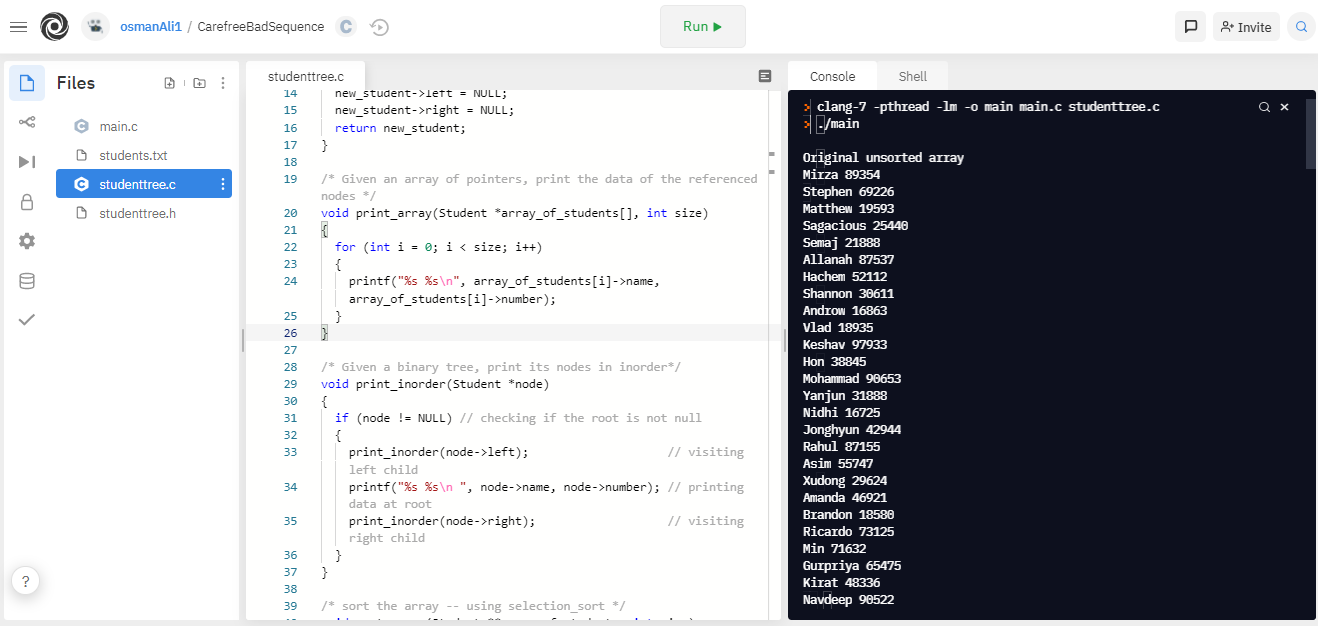 osmanAli1 / CarefreeBadSequence C
Run
Invite
Files
main.c
students.txt
studenttree.c
studenttree.h
?
studenttree.c
14 new_student->left = NULL;
15 new_student->right = NULL;
16 return new_student;
17 }
18
19 /* Given an array of pointers, print the data of the referenced
nodes */
20 void print_array(Student *array_of_students[], int size)
21 {
22 for (int i = 0; i < size; i++)
23 {
24 printf("%s %s\n", array_of_students[i]->name,
array_of_students[i]->number);
25 }
26 }
27
28 /* Given a binary tree, print its nodes in inorder*/
29 void print_inorder(Student *node)
30 {
31 if (node != NULL) // checking if the root is not null
32 {
33 print_inorder(node->left); // visiting
left child
34 printf("%s %s\n ", node->name, node->number); // printing
data at root
35 print_inorder(node->right); // visiting
right child
36 }
37 }
38
39 /* sort the array -- using selection_sort */
Console
Shell
> clang-7 -pthread -lm -o main main.c studenttree.c
> ./main
Original unsorted array
Mirza 89354
Stephen 69226
Matthew 19593
Sagacious 25440
Semaj 21888
Allanah 87537
Hachem 52112
Shannon 30611
Androw 16863
Vlad 18935
Keshav 97933
Hon 38845
Mohammad 90653
Yanjun 31888
Nidhi 16725
Jonghyun 42944
Rahul 87155
Asim 55747
Xudong 29624
Amanda 46921
Brandon 18580
Ricardo 73125
Min 71632
Gurpriya 65475
Kirat 48336
Navdeep 90522